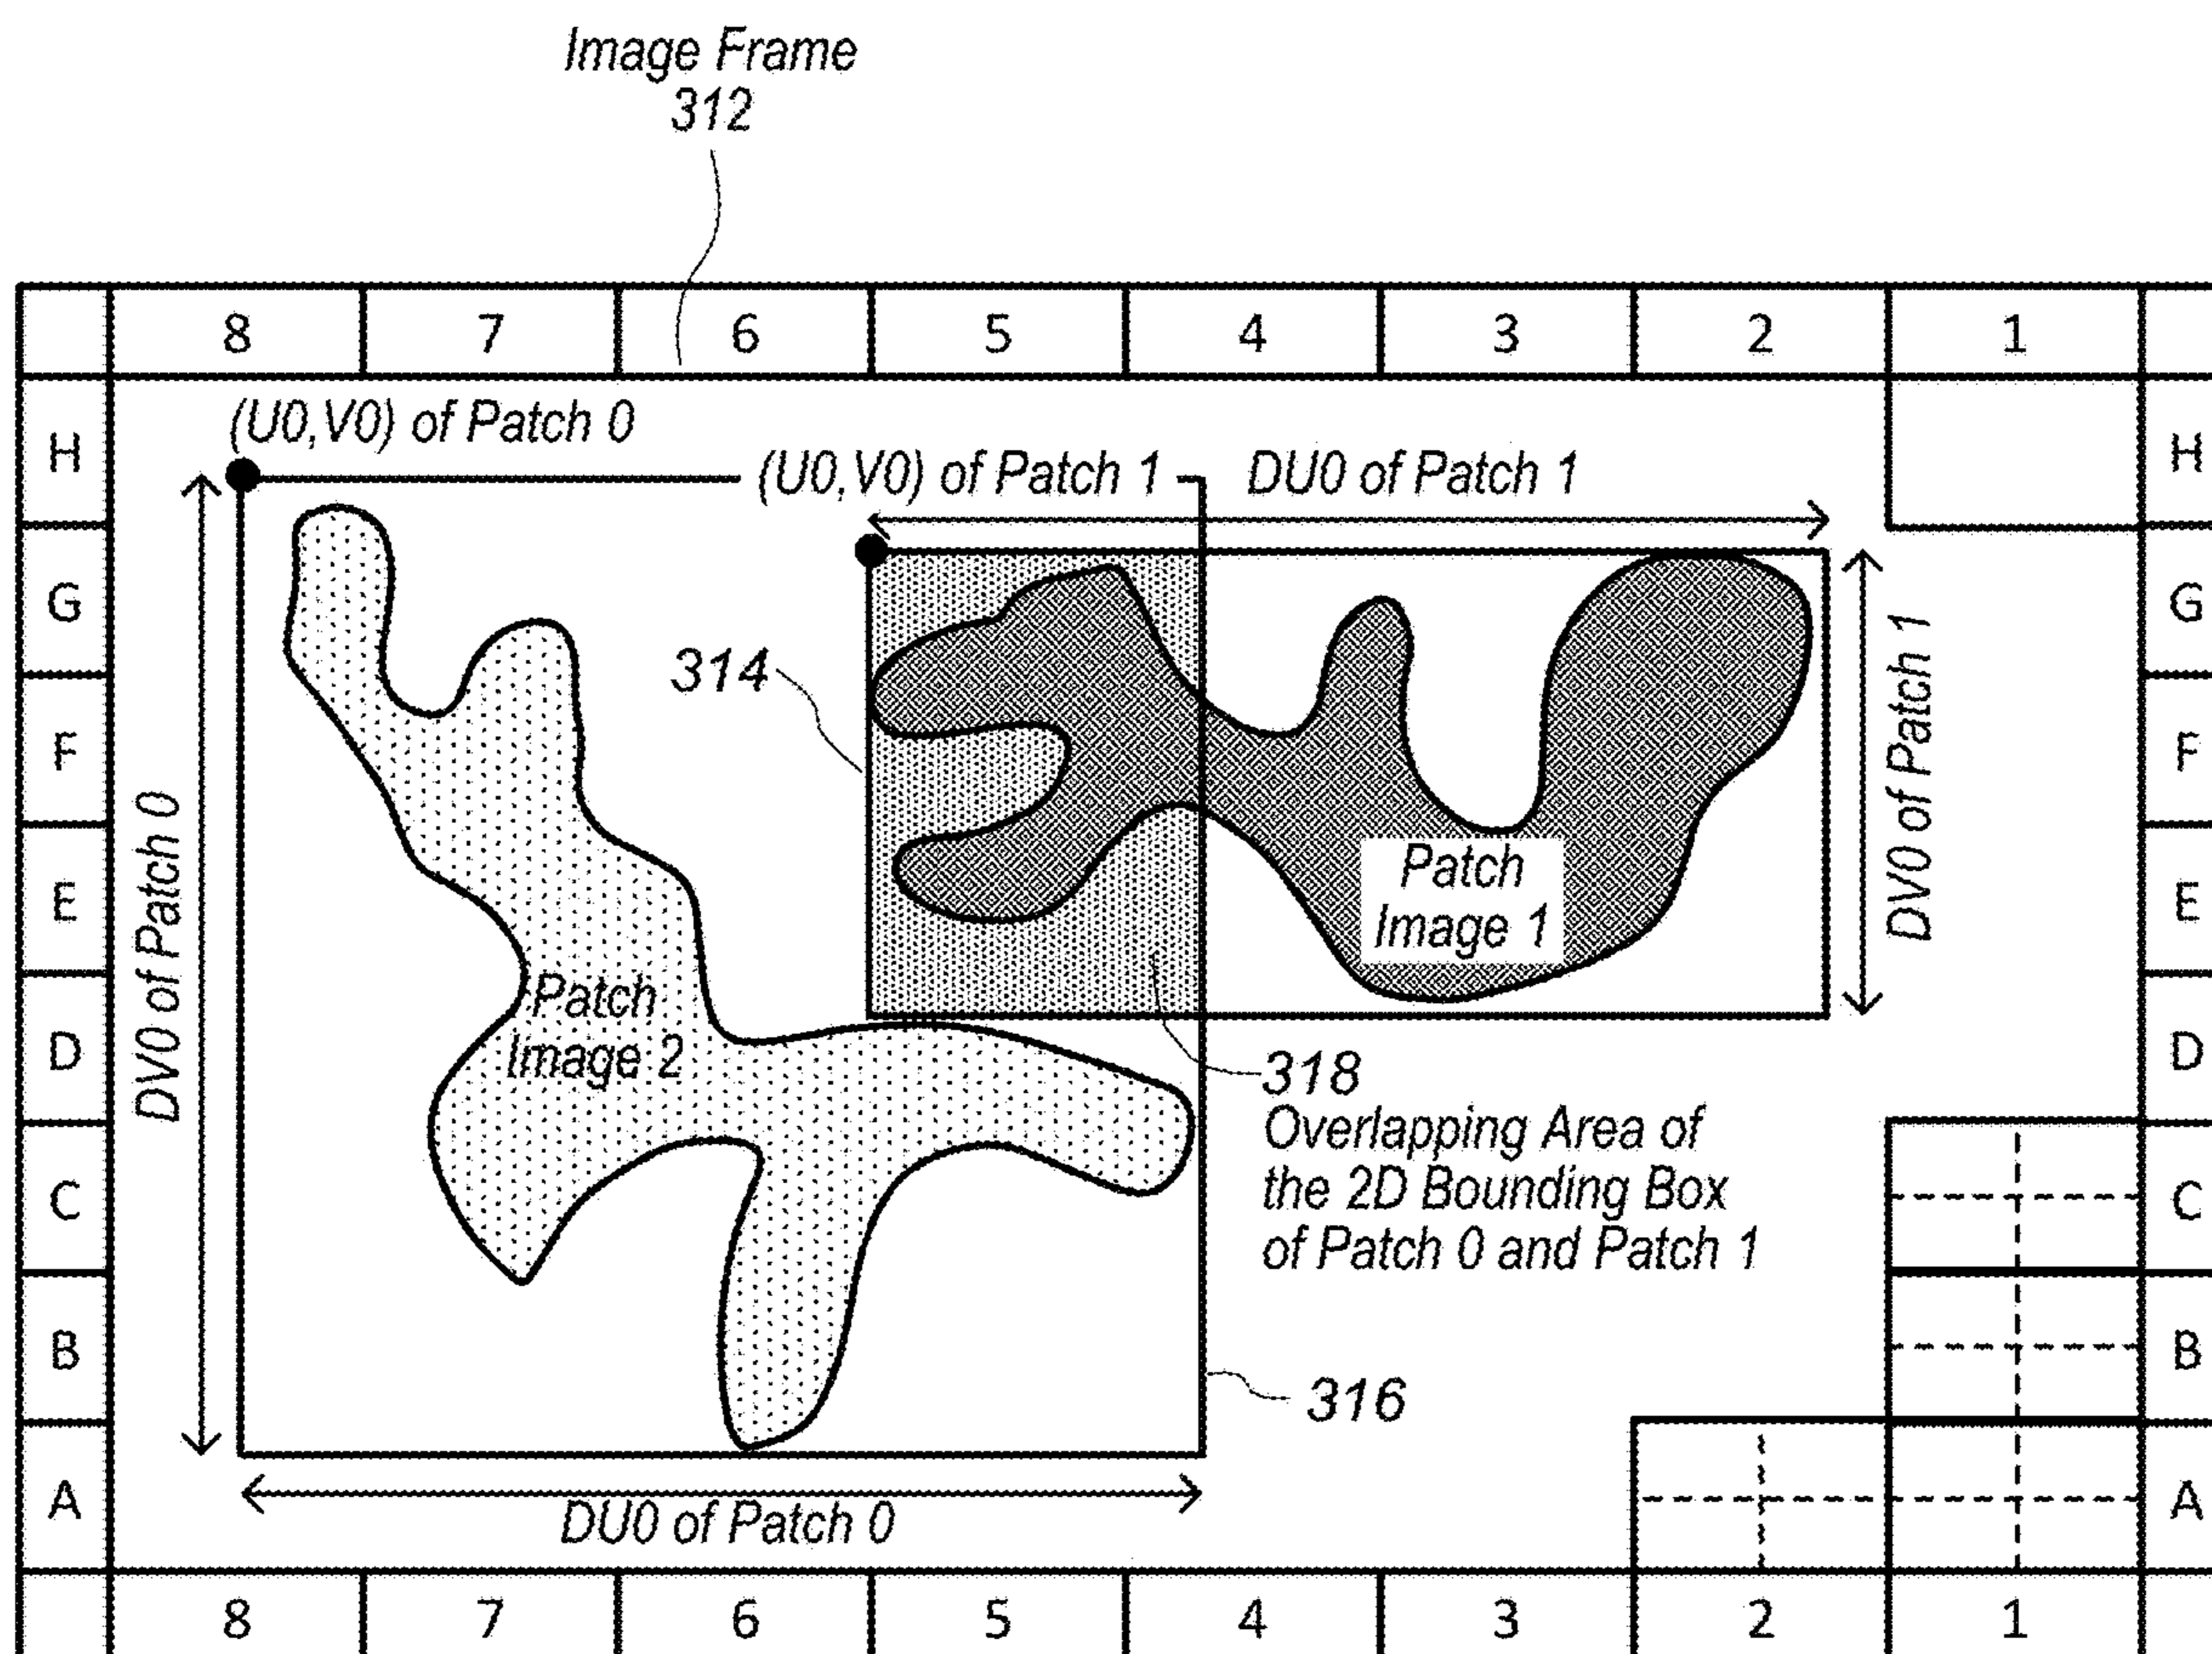 Image Frame
312
8 7 6 5 4 3 2 1
H H
(U0,V0) of Patch 0
(U0,V0) of Patch 1
DU0 of Patch 1
G G
314
DV0 of Patch 1
F F
DV0 of Patch 0
Patch
Image 1
E E
Patch
Image 2
D D
318
Overlapping Area of
the 2D Bounding Box
of Patch 0 and Patch 1
C C
B B
316
A A
DU0 of Patch 0
8 7 6 5 4 3 2 1